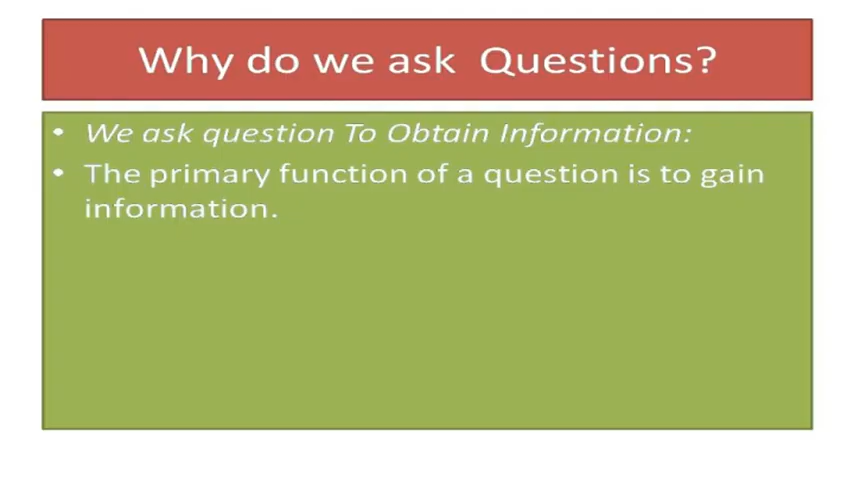 Why do we ask Questions?
• We ask question To Obtain Information:
• The primary function of a question is to gain
information.